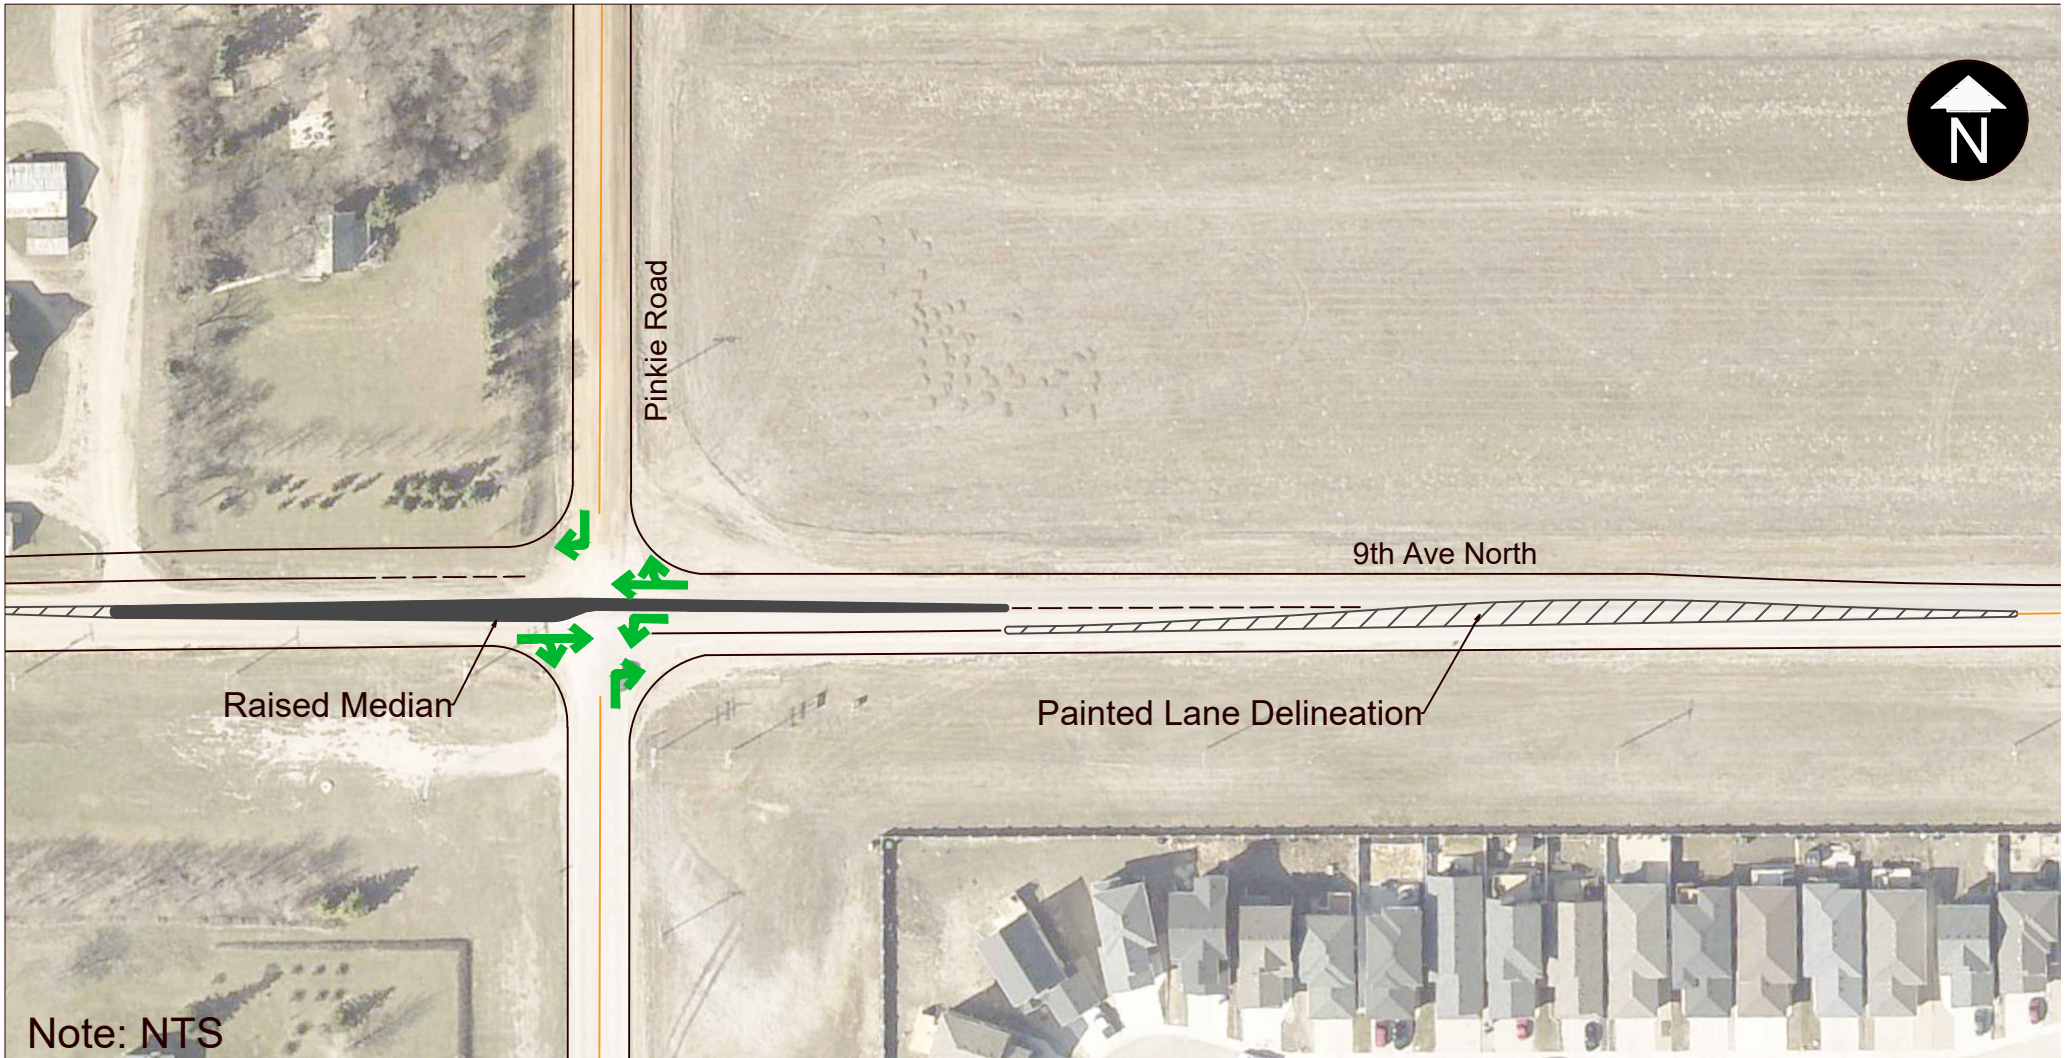 N
Pinkie Road
9th Ave North
Raised Median
Painted Lane Delineation
Note: NTS